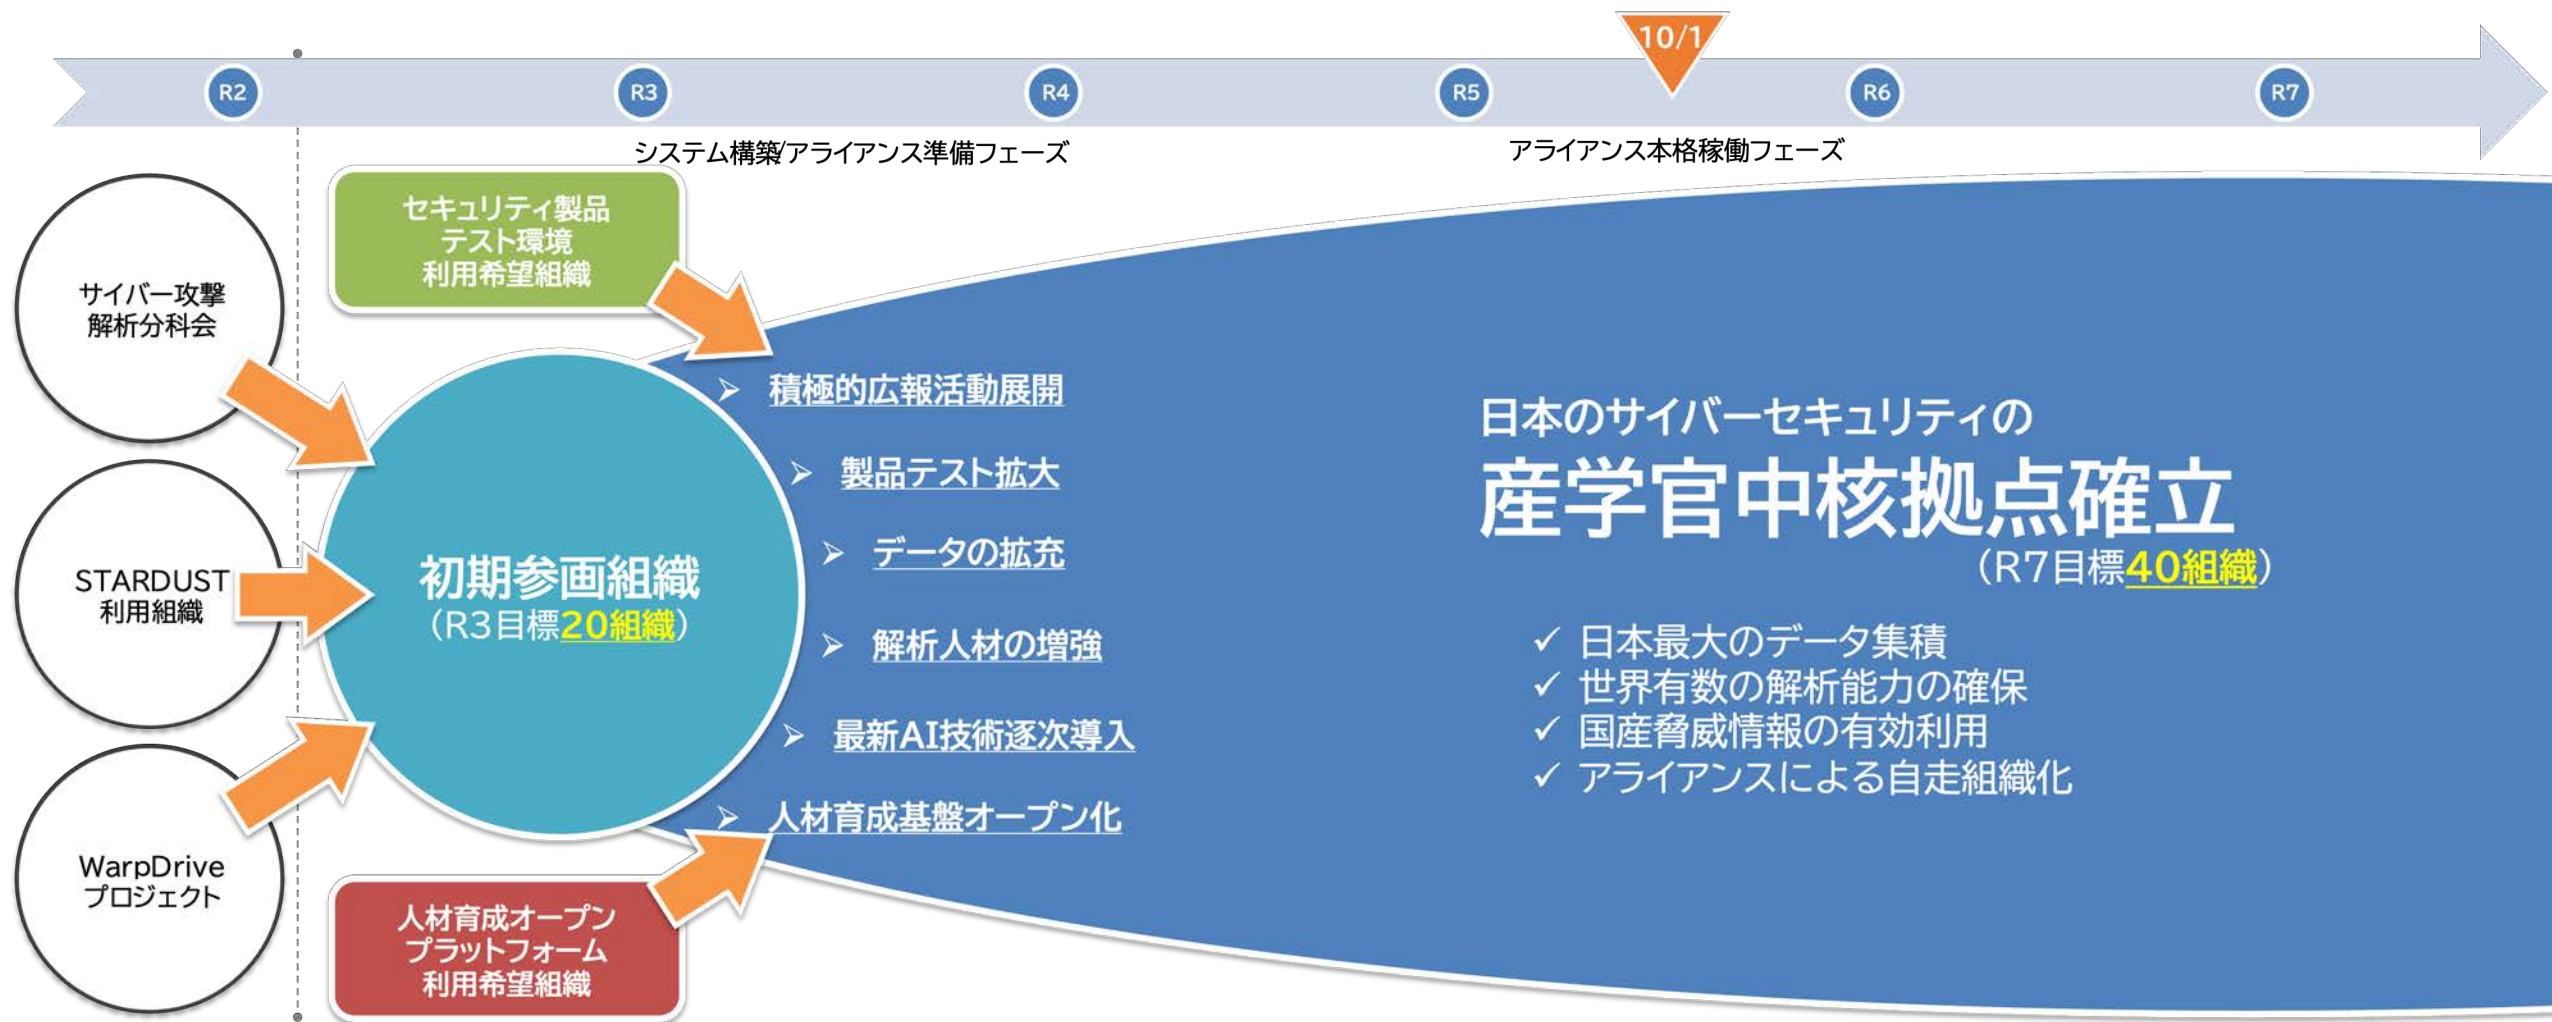 10/1
R2
R3
R4
R5
R6
R7
システム構築/アライアンス準備フェーズ
アライアンス本格稼働フェーズ
サイバー攻撃
解析分科会
STARDUST
利用組織
WarpDrive
プロジェクト
セキュリティ製品
テスト環境
利用希望組織
初期参画組織
(R3目標20組織)
人材育成オープン
プラットフォーム
利用希望組織
➢ 積極的広報活動展開
➢ 製品テスト拡大
➢ データの拡充
➢ 解析人材の増強
➢ 最新AI技術逐次導入
➢ 人材育成基盤オープン化
日本のサイバーセキュリティの
産学官中核拠点確立
(R7目標40組織)
✓ 日本最大のデータ集積
✓ 世界有数の解析能力の確保
✓ 国産脅威情報の有効利用
✓ アライアンスによる自走組織化